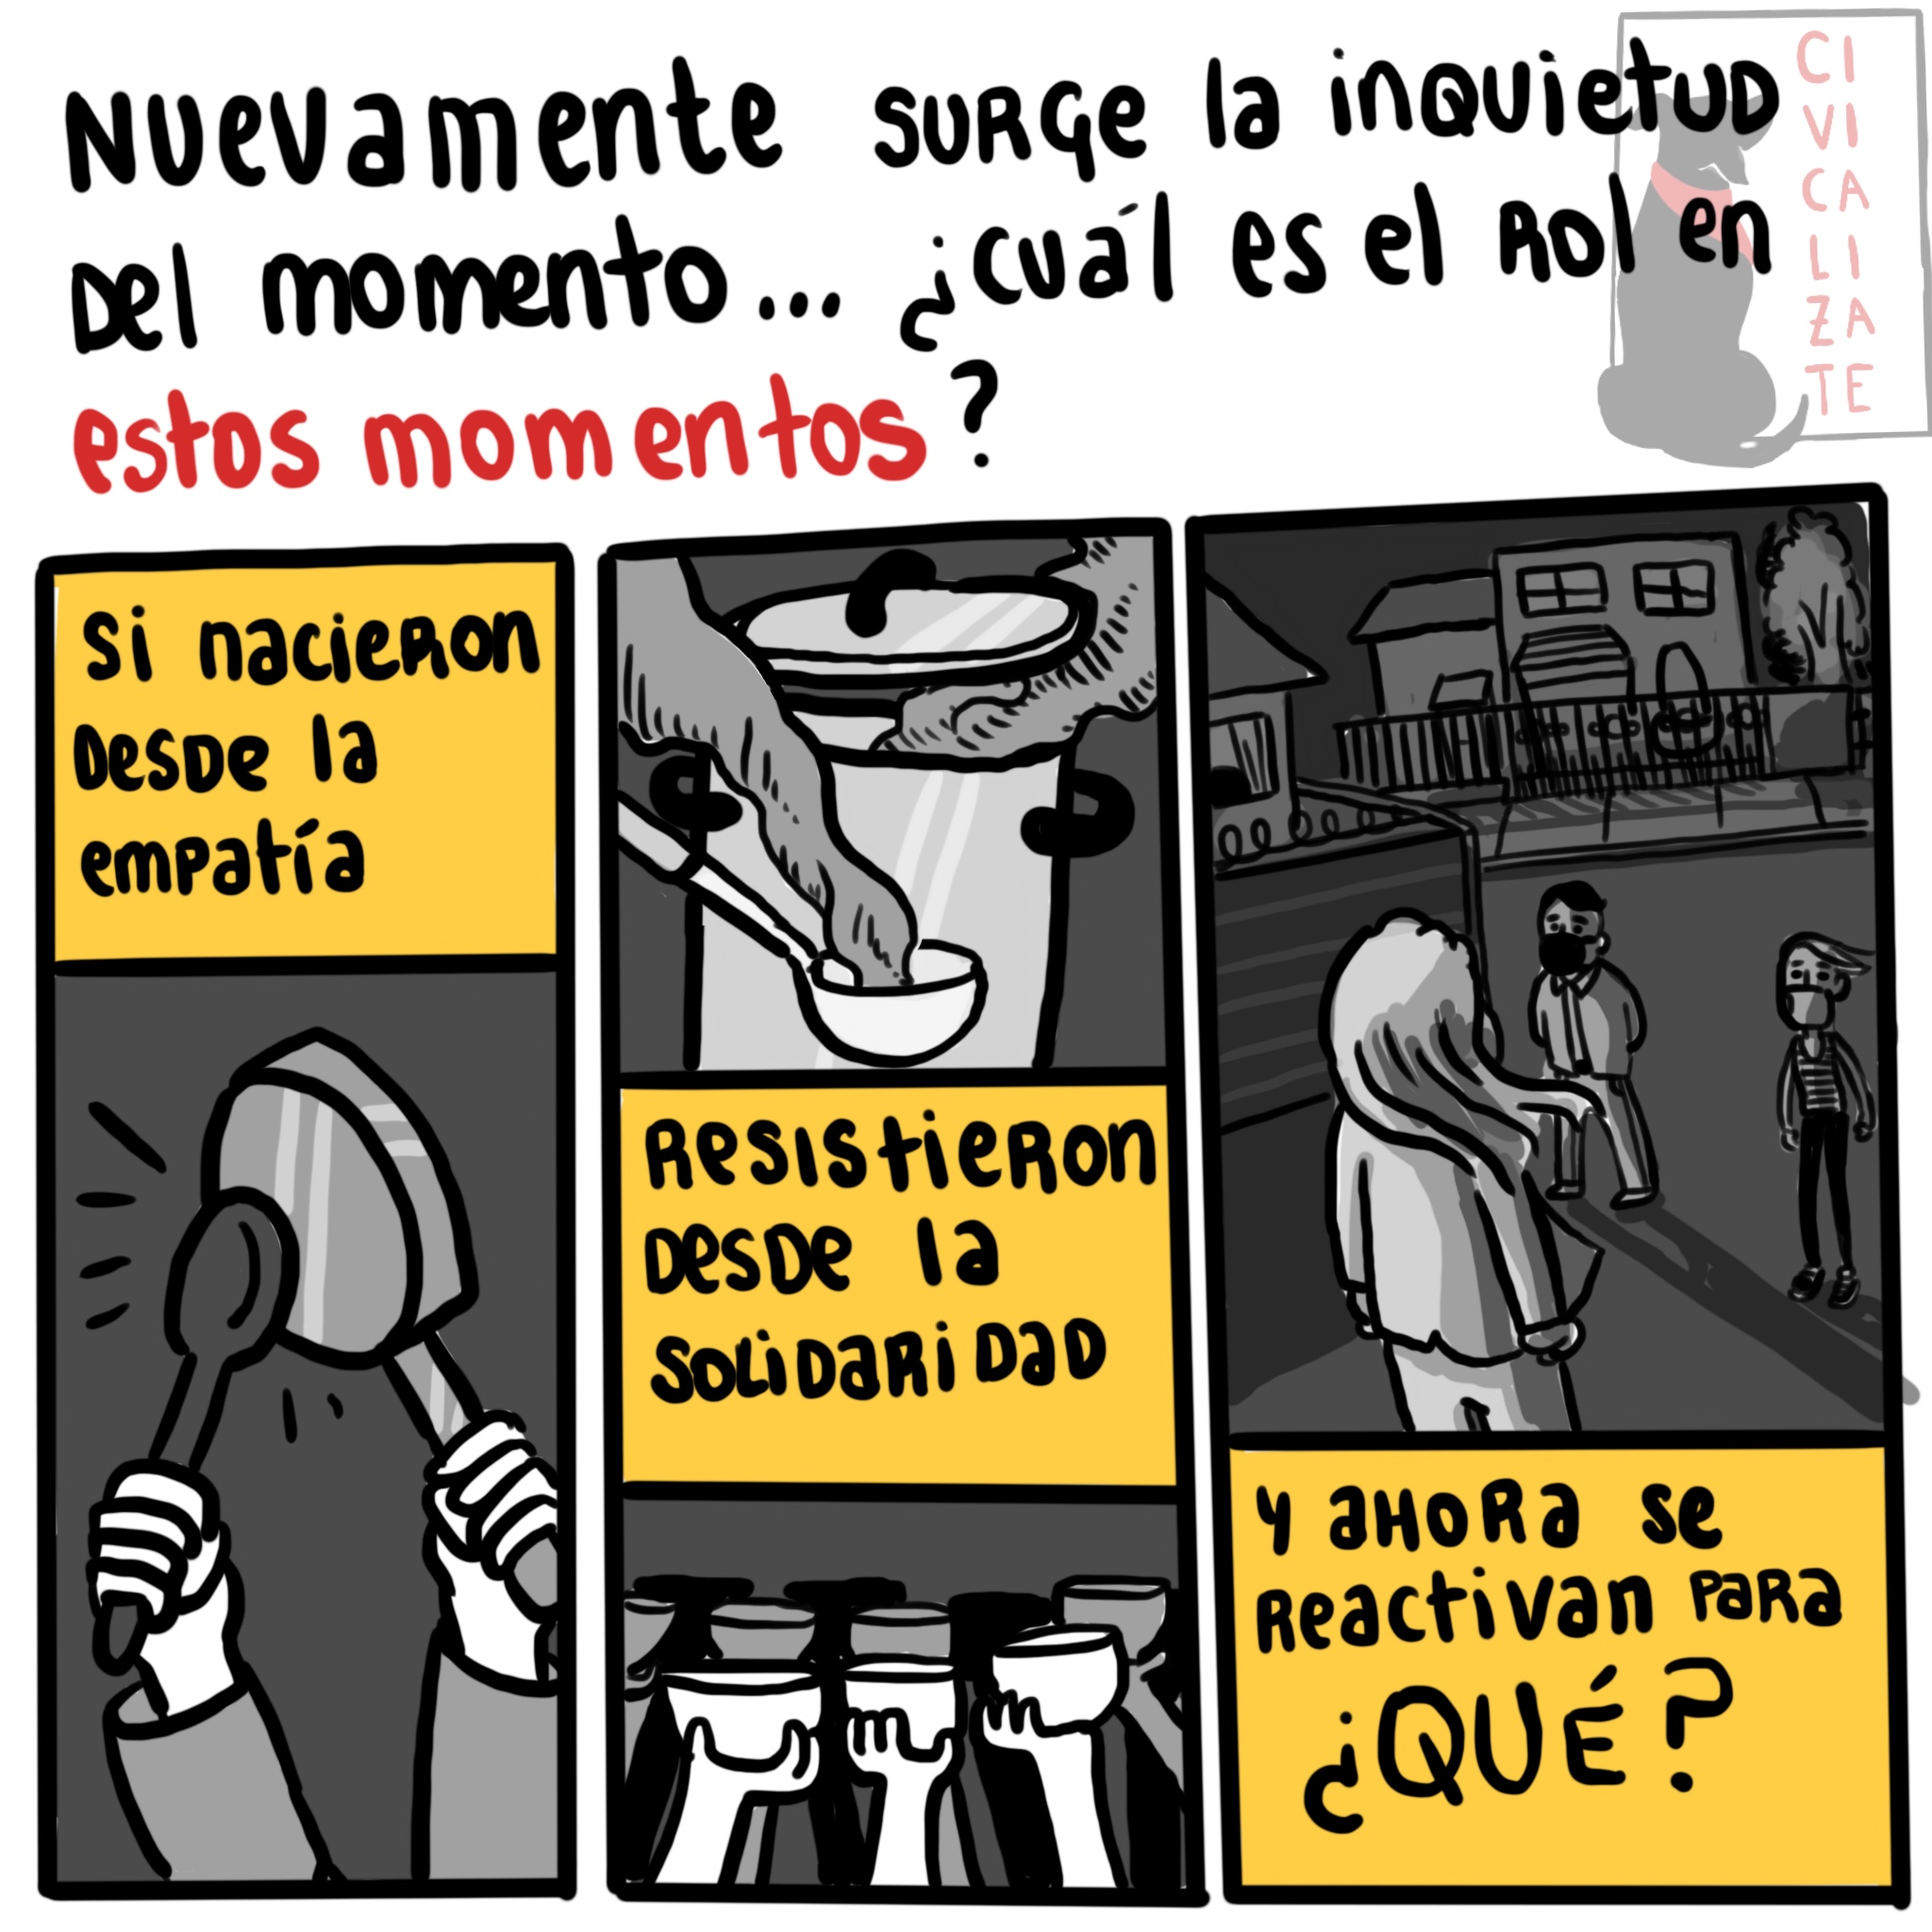 Nuevamente surge la inquietud
del momento... ¿cuál es el rol en
estos momentos?
CI
VI
CA
LI
ZA
TE
Si nacieron
desde la
empatía
Resistieron
desde la
solidaridad
y ahora se
reactivan para
¿QUÉ?